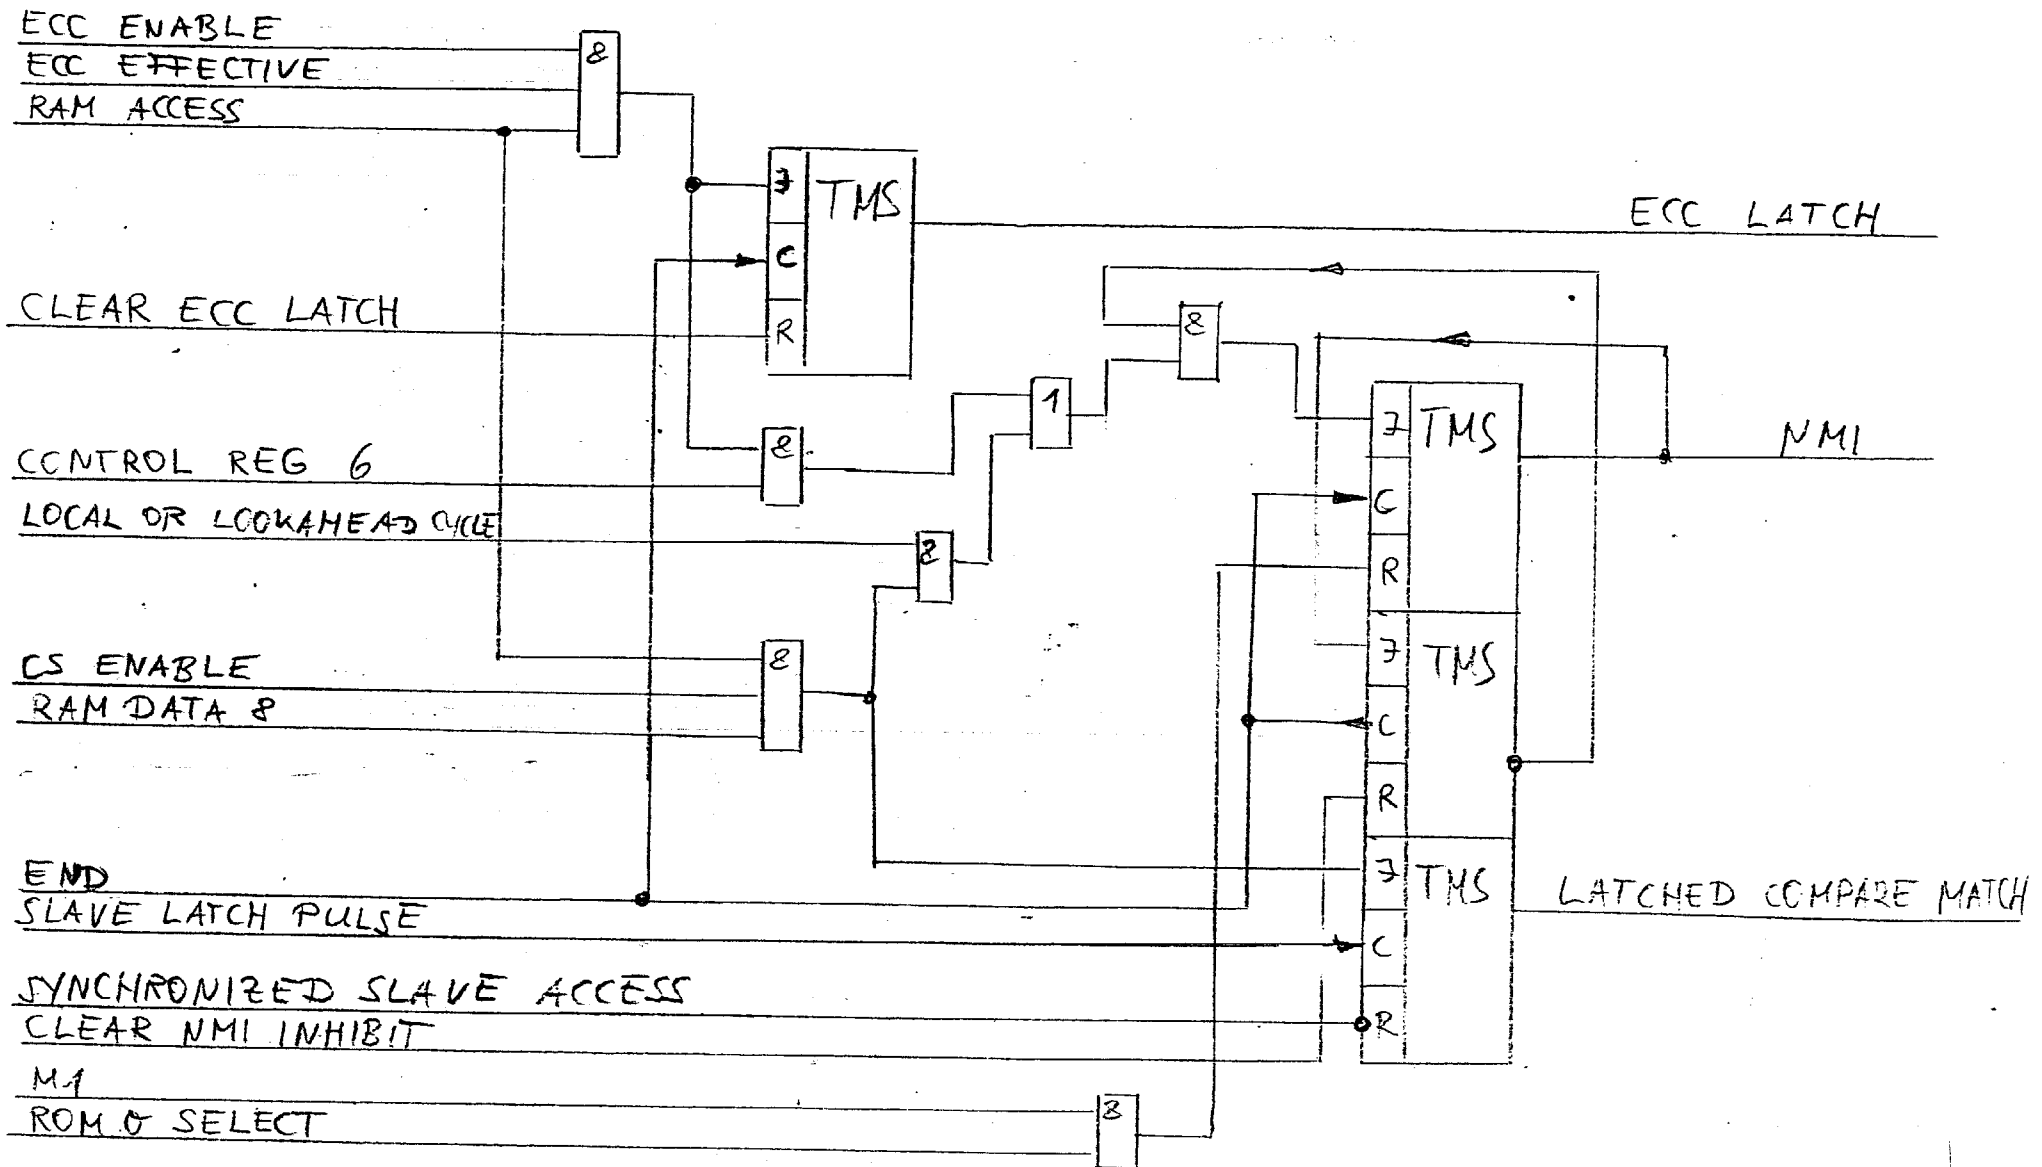 ECC ENABLE
&
ECC EFFECTIVE
RAM ACCESS
J TMS
ECC LATCH
C
CLEAR ECC LATCH
R
&
1
J TMS
NMI
&
CONTROL REG 6
C
LOCAL OR LOOKAHEAD CYCLE
&
R
J TMS
CS ENABLE
&
RAM DATA 8
C
R
END
J TMS
LATCHED COMPARE MATCH
SLAVE LATCH PULSE
C
SYNCHRONIZED SLAVE ACCESS
CLEAR NMI INHIBIT
R
M1
&
ROM 0 SELECT